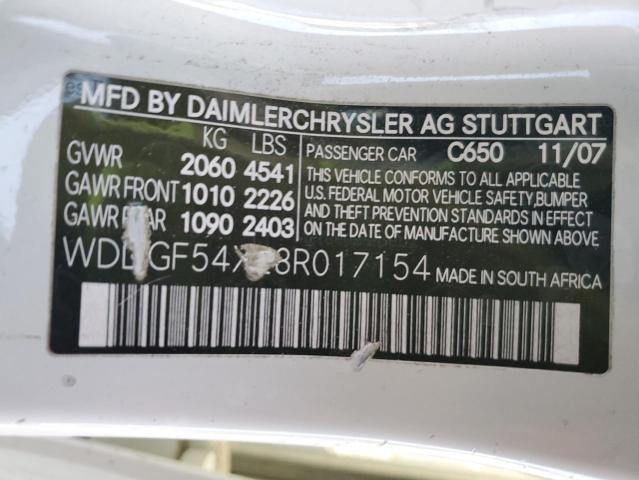 MFD BY DAIMLERCHRYSLER AG STUTTGART
KG LBS
GVWR 2060 4541
GAWR FRONT 1010 2226
GAWR 1090 2403
PASSENGER CAR C650 11/07
THIS VEHICLE CONFORMS TO ALL APPLICABLE
U.S. FEDERAL MOTOR VEHICLE SAFETY,BUMPER
AND THEFT PREVENTION STANDARDS IN EFFECT
ON THE DATE OF MANUFACTURE SHOWN ABOVE.
MADE IN SOUTH AFRICA